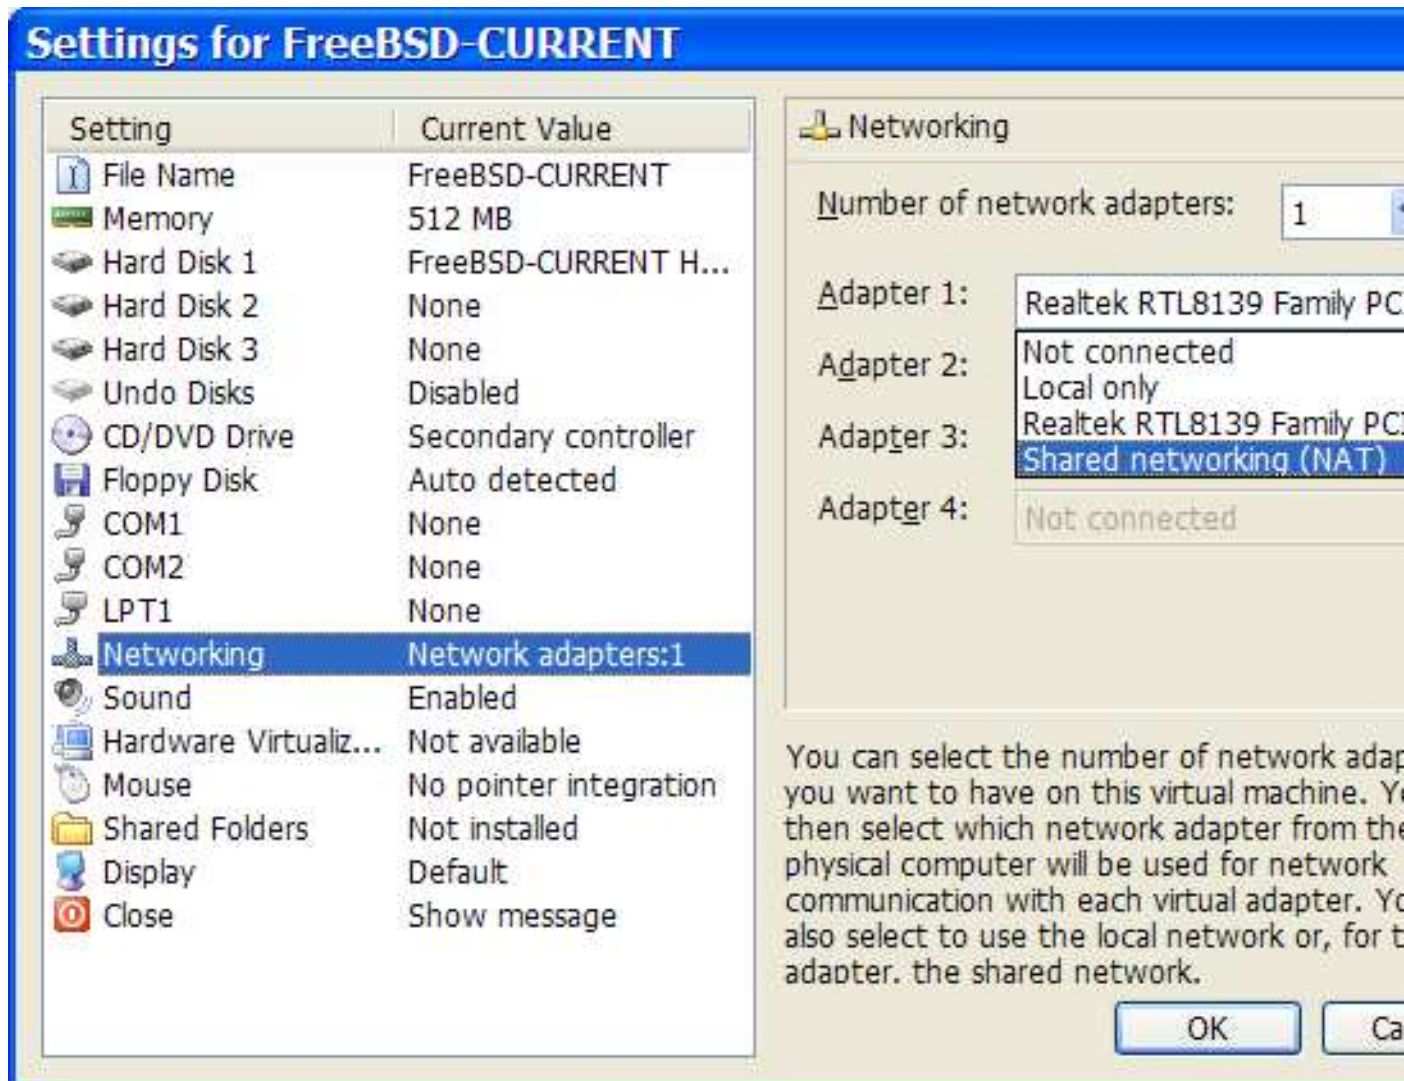 Settings for FreeBSD-CURRENT
Setting Current Value
File Name FreeBSD-CURRENT
Memory 512 MB
Hard Disk 1 FreeBSD-CURRENT H...
Hard Disk 2 None
Hard Disk 3 None
Undo Disks Disabled
CD/DVD Drive Secondary controller
Floppy Disk Auto detected
COM1 None
COM2 None
LPT1 None
Networking Network adapters:1
Sound Enabled
Hardware Virtualiz... Not available
Mouse No pointer integration
Shared Folders Not installed
Display Default
Close Show message
Networking
Number of network adapters: 1
Adapter 1: Realtek RTL8139 Family
Not connected
Adapter 2:
Local only
Realtek RTL8139 Family
Adapter 3:
Shared networking (NAT)
Adapter 4: Not connected
You can select the number of network
you want to have on this virtual machine.
then select which network adapter from
physical computer will be used for network
communication with each virtual adapter.
also select to use the local network or, for
adapter. the shared network.
OK